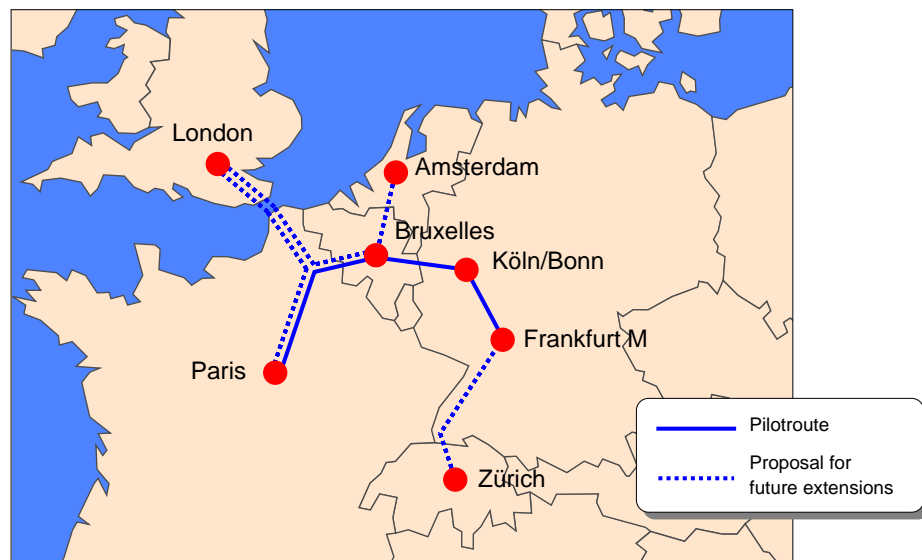 London
Amsterdam
Bruxelles
Köln/Bonn
Frankfurt M
Paris
Zürich
Pilotroute
Proposal for
future extensions